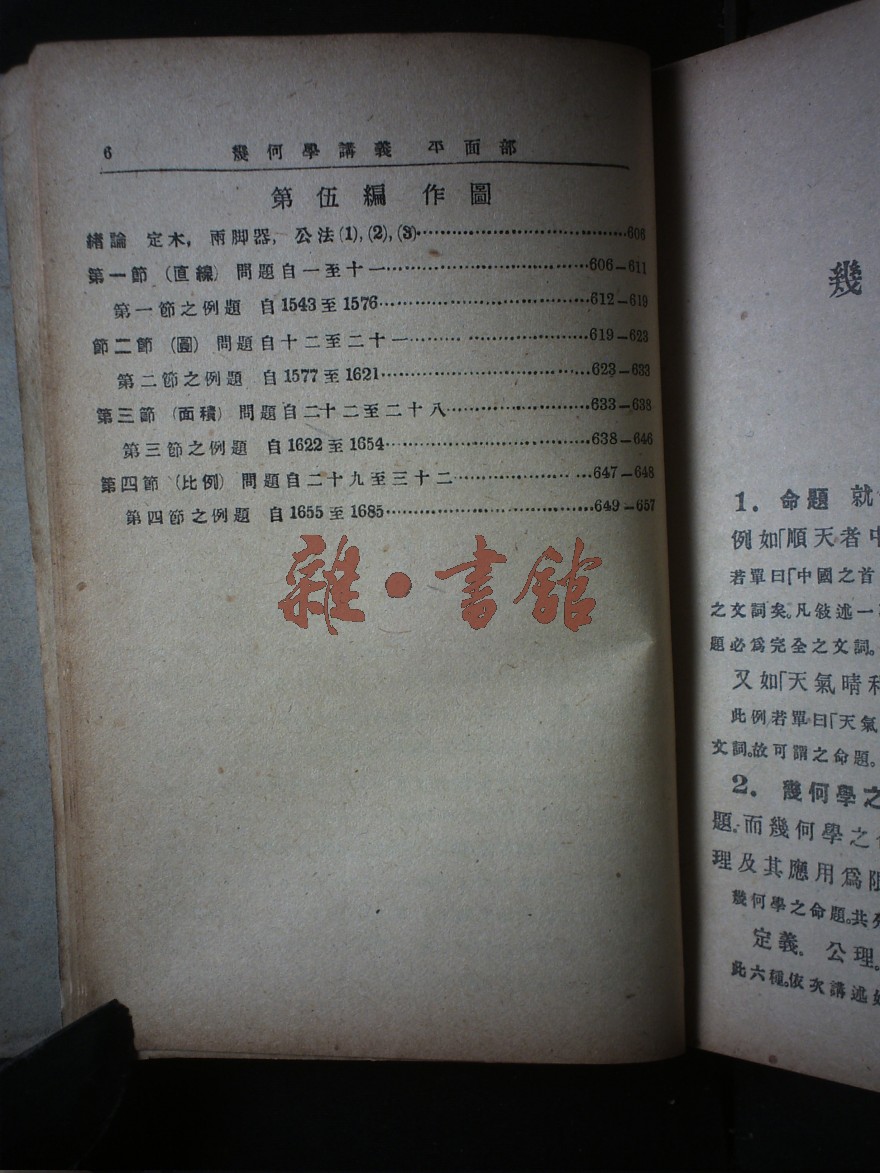 6 幾何學講義 平面部
第伍編 作圖
緒論 定木, 兩脚器, 公法(1),(2),(3)……606
第一節 (直線) 問題自一至十一……606–611
第一節之例題 自1543至1576……612–619
節二節 (圓) 問題自十二至二十一……619–623
第二節之例題 自1577至1621……623–633
第三節 (面積) 問題自二十二至二十八……633–638
第三節之例題 自1622至1654……638–646
第四節 (比例) 問題自二十九至三十二……647–648
第四節之例題 自1655至1685……649–657
雜·書館
幾
1. 命題 就
例如「順天者
若單曰「中國之首
之文詞矣。凡敍述一
題必爲完全之文詞。
又如「天氣晴
此例若單曰「天氣
文詞。故可謂之命題。
2. 幾何學之
題。而幾何學之
理及其應用爲限
幾何學之命題。共
定義. 公理.
此六種。依次講述如